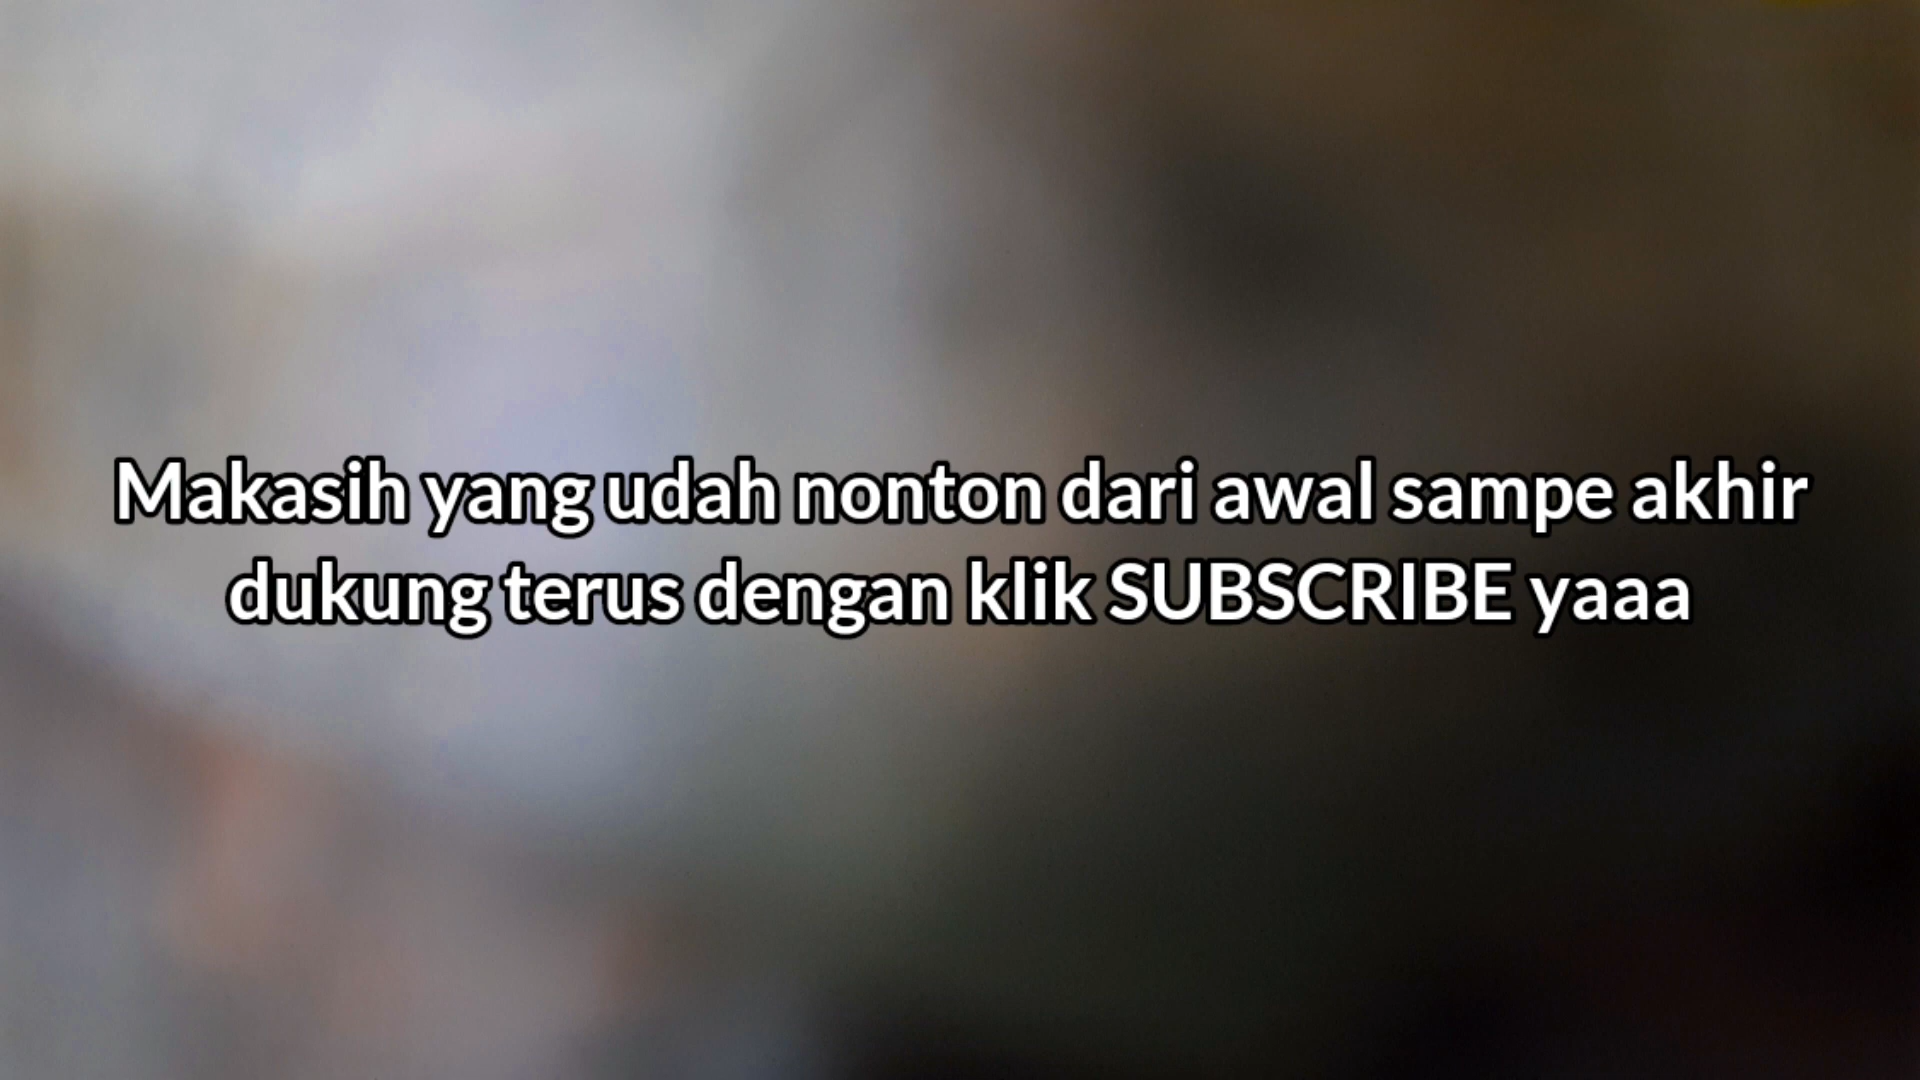 Makasih yang udah nonton dari awal sampe akhir
dukung terus dengan klik SUBSCRIBE yaaa